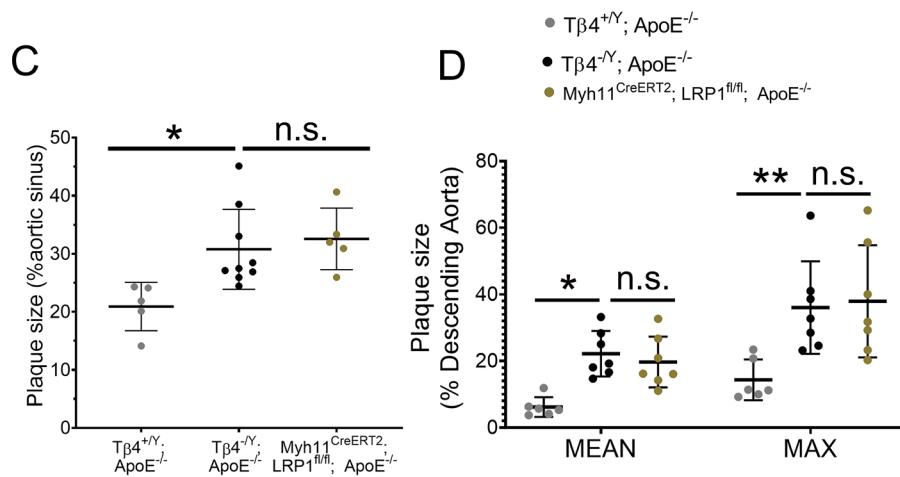 C
Plaque size (%aortic sinus)
50
40
30
20
10
0
*
n.s.
Tβ4+/Y;
ApoE-/-
Tβ4-/Y;
ApoE-/-
Myh11CreERT2;
LRP1fl/fl; ApoE-/-
D
Tβ4+/Y; ApoE-/-
Tβ4-/Y; ApoE-/-
Myh11CreERT2; LRP1fl/fl; ApoE-/-
Plaque size
(% Descending Aorta)
80
60
40
20
0
*
n.s.
**
n.s.
MEAN
MAX